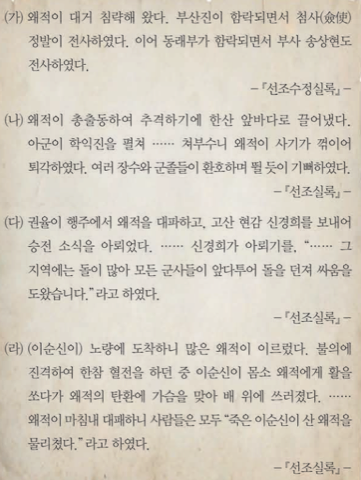 (가) 왜적이 대거 침략해 왔다. 부산진이 함락되면서 첨사(僉使)
정발이 전사하였다. 이어 동래부가 함락되면서 부사 송상현도
전사하였다.
-『선조수정실록』-
(나) 왜적이 총출동하여 추격하기에 한산 앞바다로 끌어냈다.
아군이 학익진을 펼쳐 …… 쳐부수니 왜적이 사기가 꺾이어
퇴각하였다. 여러 장수와 군졸들이 환호하며 뛸 듯이 기뻐하였다.
-『선조실록』-
(다) 권율이 행주에서 왜적을 대파하고, 고산 현감 신경희를 보내어
승전 소식을 아뢰었다. …… 신경희가 아뢰기를, “…… 그
지역에는 돌이 많아 모든 군사들이 앞다투어 돌을 던져 싸움을
도왔습니다.”라고 하였다.
-『선조실록』-
(라) (이순신이) 노량에 도착하니 많은 왜적이 이르렀다. 불의에
진격하여 한참 혈전을 하던 중 이순신이 몸소 왜적에게 활을
쏘다가 왜적의 탄환에 가슴을 맞아 배 위에 쓰러졌다. ……
왜적이 마침내 대패하니 사람들은 모두 “죽은 이순신이 산 왜적을
물리쳤다.”라고 하였다.
-『선조실록』-